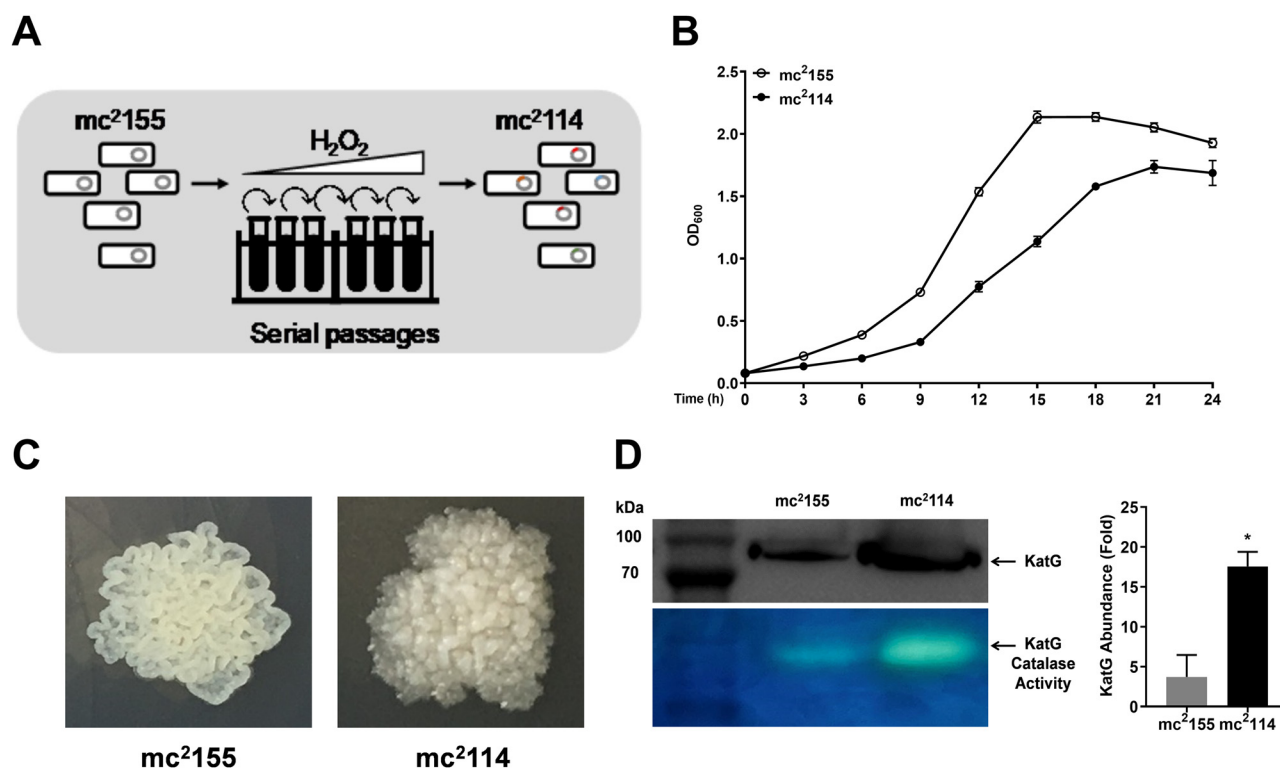 A
mc²155
H₂O₂
mc²114
Serial passages
B
mc²155
mc²114
2.5
2.0
1.5
1.0
0.5
0.0
OD₆₀₀
Time (h)
0 3 6 9 12 15 18 21 24
C
mc²155
mc²114
D
kDa
mc²155
mc²114
100
70
KatG
KatG
Catalase
Activity
KatG Abundance (Fold)
25
20
15
10
5
0
*
mc²155 mc²114